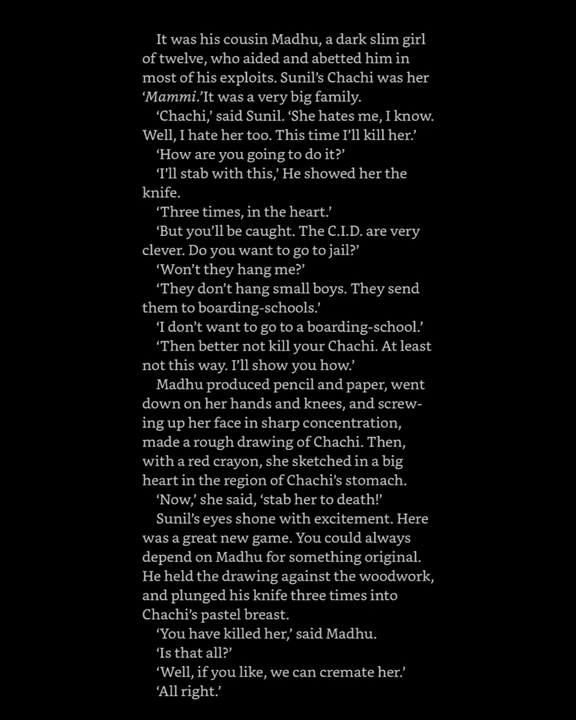 It was his cousin Madhu, a dark slim girl
of twelve, who aided and abetted him in
most of his exploits. Sunil’s Chachi was her
‘Mammi.’It was a very big family.
‘Chachi,’ said Sunil. ‘She hates me, I know.
Well, I hate her too. This time I’ll kill her.’
‘How are you going to do it?’
‘I’ll stab with this,’ He showed her the
knife.
‘Three times, in the heart.’
‘But you’ll be caught. The C.I.D. are very
clever. Do you want to go to jail?’
‘Won’t they hang me?’
‘They don’t hang small boys. They send
them to boarding-schools.’
‘I don’t want to go to a boarding-school.’
‘Then better not kill your Chachi. At least
not this way. I’ll show you how.’
Madhu produced pencil and paper, went
down on her hands and knees, and screw-
ing up her face in sharp concentration,
made a rough drawing of Chachi. Then,
with a red crayon, she sketched in a big
heart in the region of Chachi’s stomach.
‘Now,’ she said, ‘stab her to death!’
Sunil’s eyes shone with excitement. Here
was a great new game. You could always
depend on Madhu for something original.
He held the drawing against the woodwork,
and plunged his knife three times into
Chachi’s pastel breast.
‘You have killed her,’ said Madhu.
‘Is that all?’
‘Well, if you like, we can cremate her.’
‘All right.’